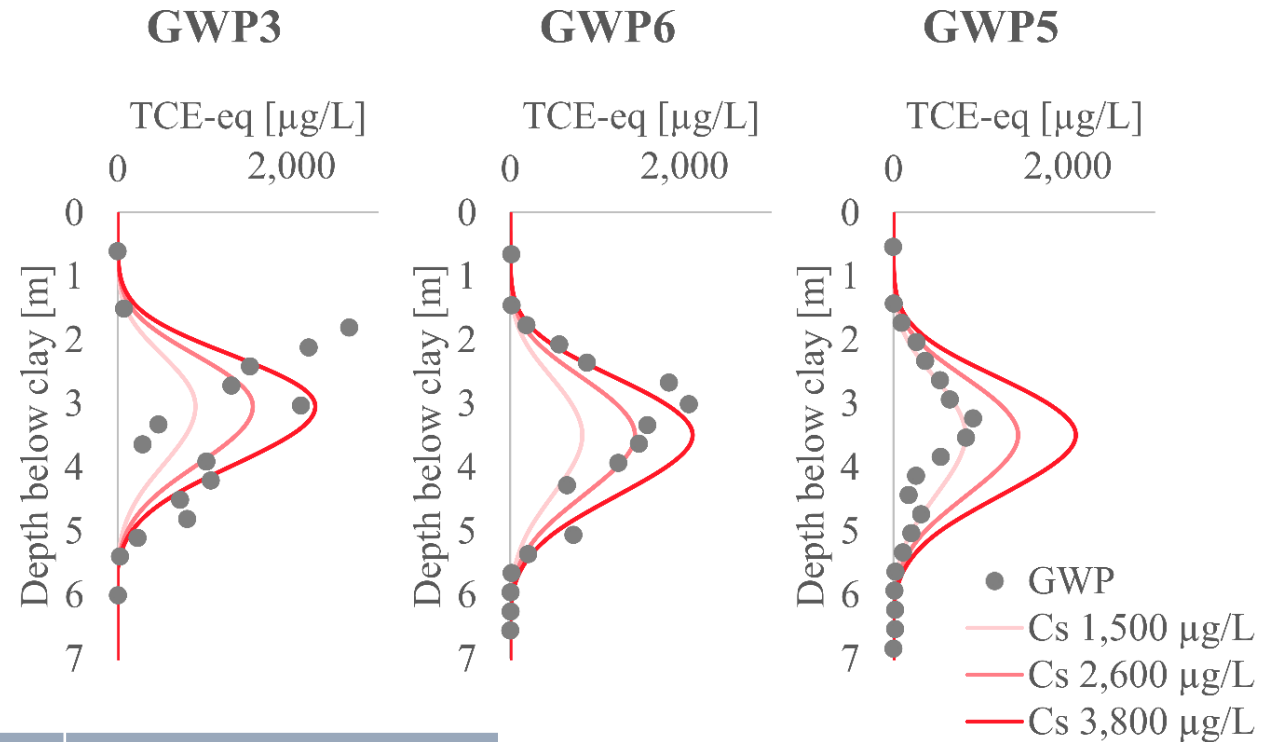 GWP3
GWP6
GWP5
TCE-eq [µg/L]
TCE-eq [µg/L]
TCE-eq [µg/L]
0 2,000
0 2,000
0 2,000
Depth below clay [m]
0
1
2
3
4
5
6
7
Depth below clay [m]
0
1
2
3
4
5
6
7
Depth below clay [m]
0
1
2
3
4
5
6
7
GWP
Cs 1,500 µg/L
Cs 2,600 µg/L
Cs 3,800 µg/L